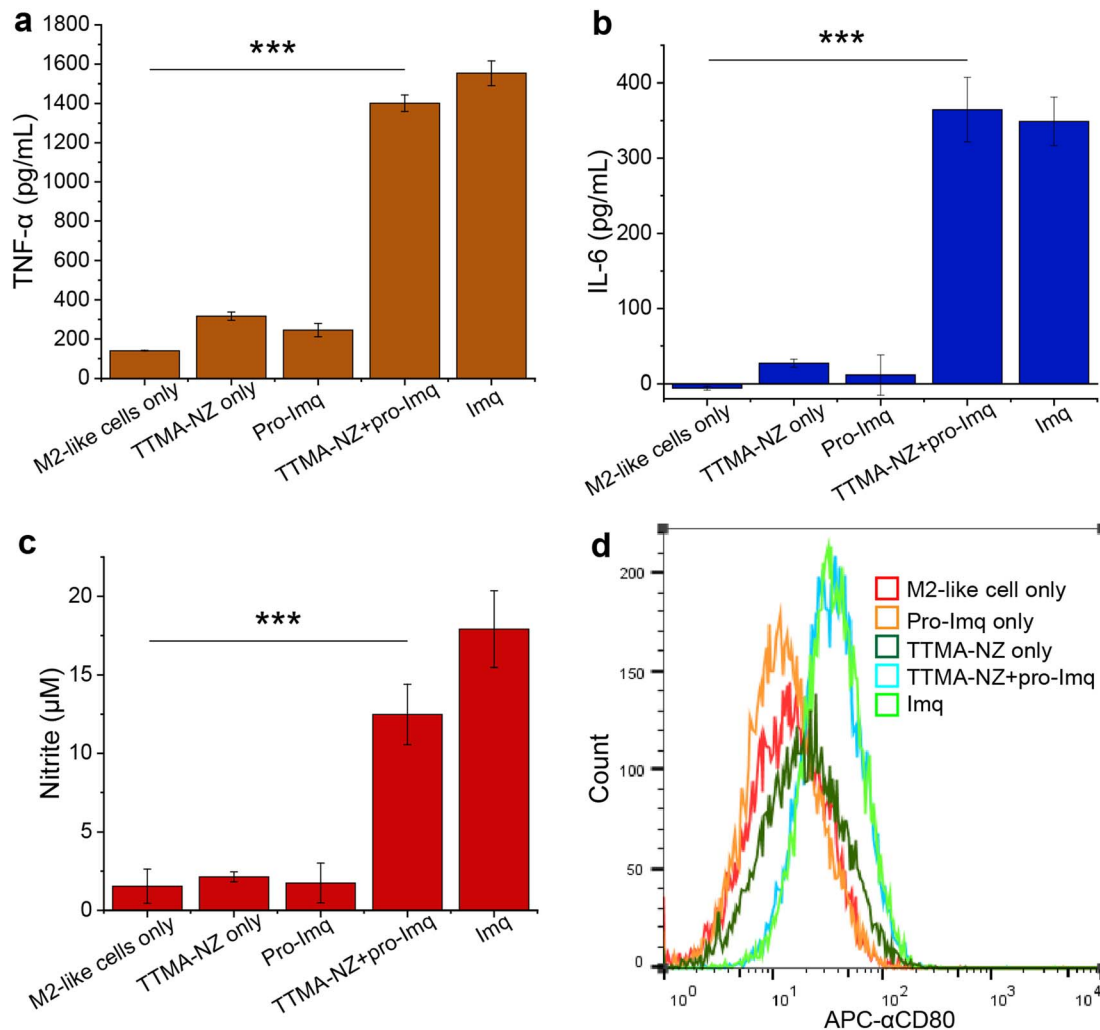 a
TNF-α (pg/mL)
1800
1600
1400
1200
1000
800
600
400
200
0
***
M2-like cells only
TTMA-NZ only
Pro-Imq
TTMA-NZ+pro-Imq
Imq
b
IL-6 (pg/mL)
400
300
200
100
0
***
M2-like cells only
TTMA-NZ only
Pro-Imq
TTMA-NZ+pro-Imq
Imq
c
Nitrite (μM)
20
15
10
5
0
***
M2-like cells only
TTMA-NZ only
Pro-Imq
TTMA-NZ+pro-Imq
Imq
d
Count
200
150
100
50
0
M2-like cell only
Pro-Imq only
TTMA-NZ only
TTMA-NZ+pro-Imq
Imq
10⁰ 10¹ 10² 10³ 10⁴
APC-αCD80